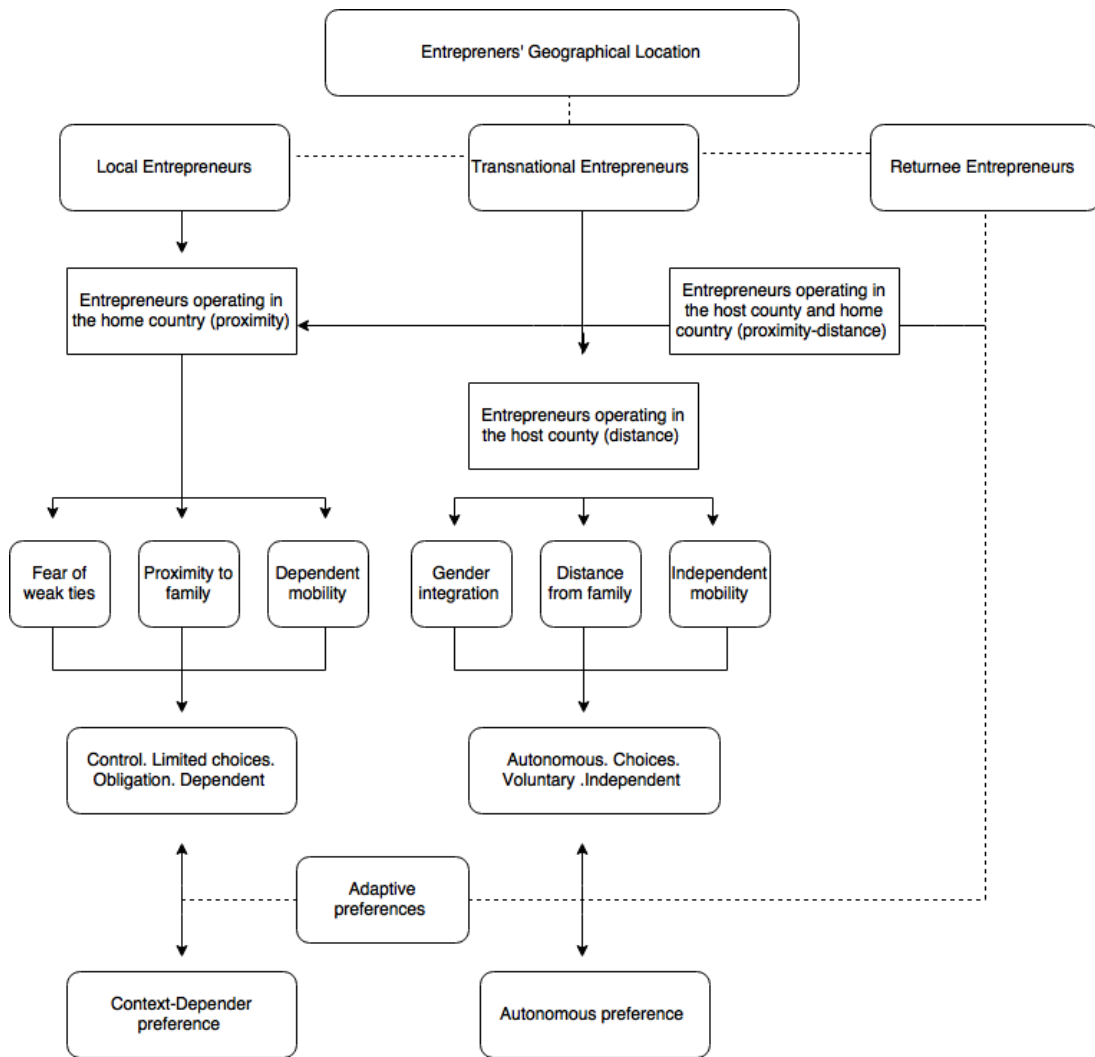 Entrepreners' Geographical Location
Local Entrepreneurs
Transnational Entrepreneurs
Returnee Entrepreneurs
Entrepreneurs operating in
the home country (proximity)
Entrepreneurs operating in
the host county and home
country (proximity-distance)
Entrepreneurs operating in
the host county (distance)
Fear of
weak ties
Proximity to
family
Dependent
mobility
Gender
integration
Distance
from family
Independent
mobility
Control. Limited choices.
Obligation. Dependent
Autonomous. Choices.
Voluntary .Independent
Adaptive
preferences
Context-Depender
preference
Autonomous preference